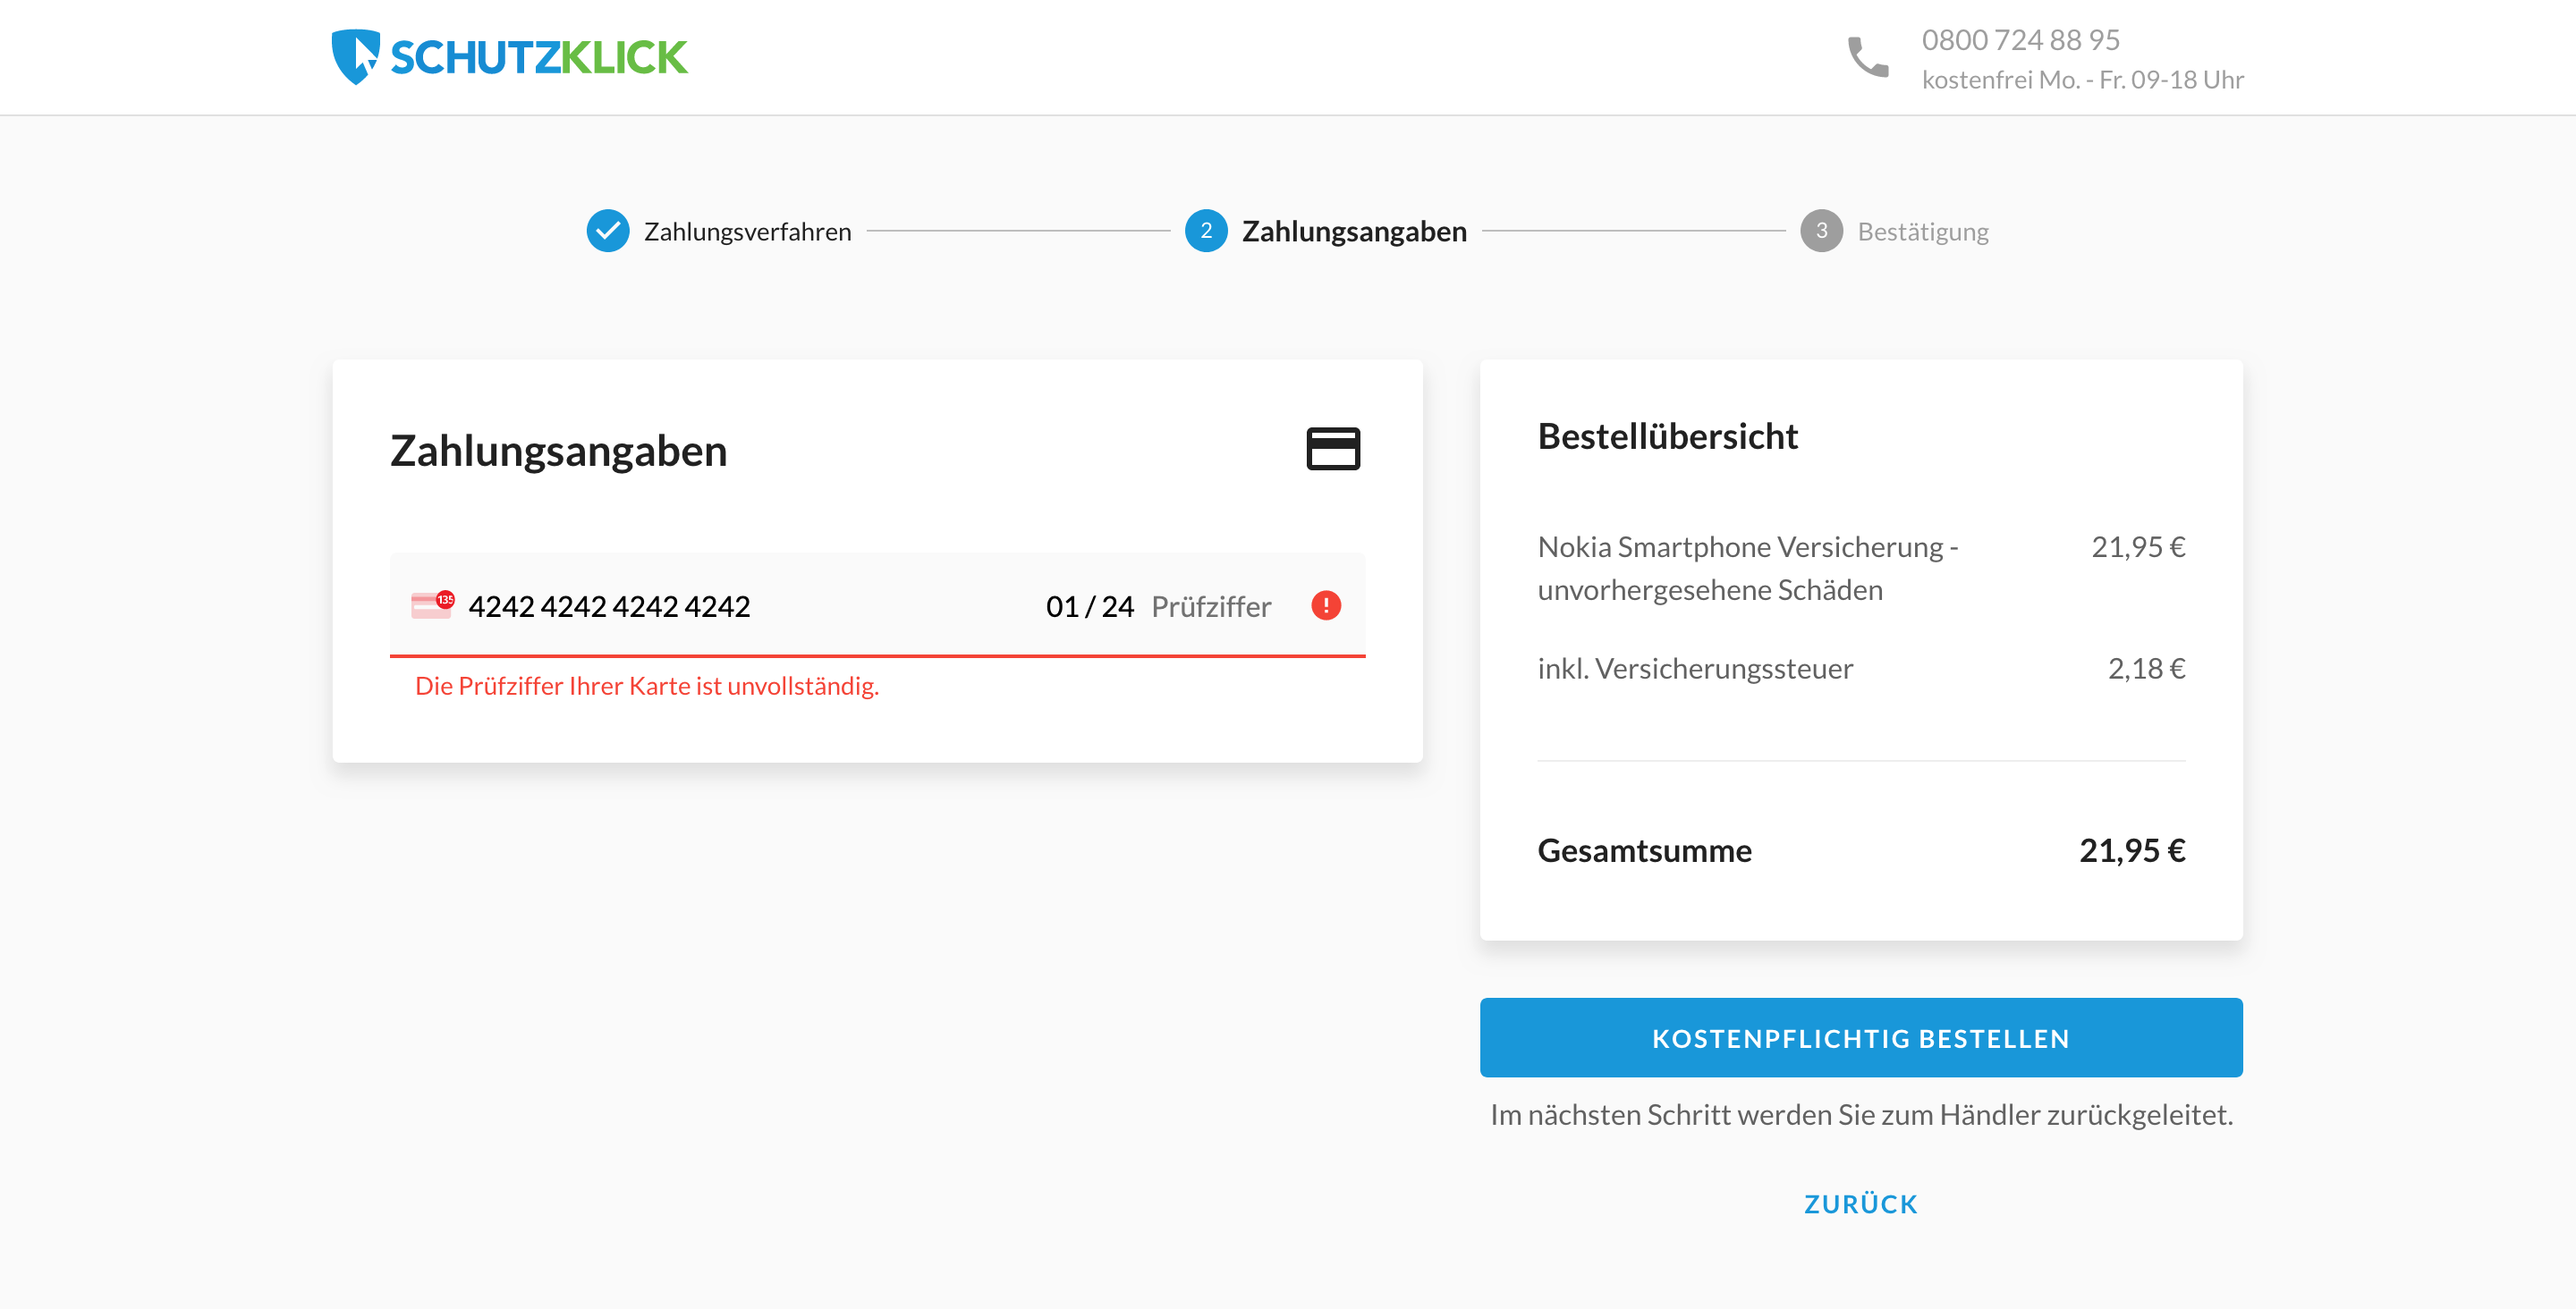 SCHUTZKLICK
0800 724 88 95
kostenfrei Mo. - Fr. 09-18 Uhr
Zahlungsverfahren
2 Zahlungsangaben
3 Bestätigung
Zahlungsangaben
135 4242 4242 4242 4242 01 / 24 Prüfziffer
Die Prüfziffer Ihrer Karte ist unvollständig.
Bestellübersicht
Nokia Smartphone Versicherung - 21,95 €
unvorhergesehene Schäden
inkl. Versicherungssteuer 2,18 €
Gesamtsumme 21,95 €
KOSTENPFLICHTIG BESTELLEN
Im nächsten Schritt werden Sie zum Händler zurückgeleitet.
ZURÜCK